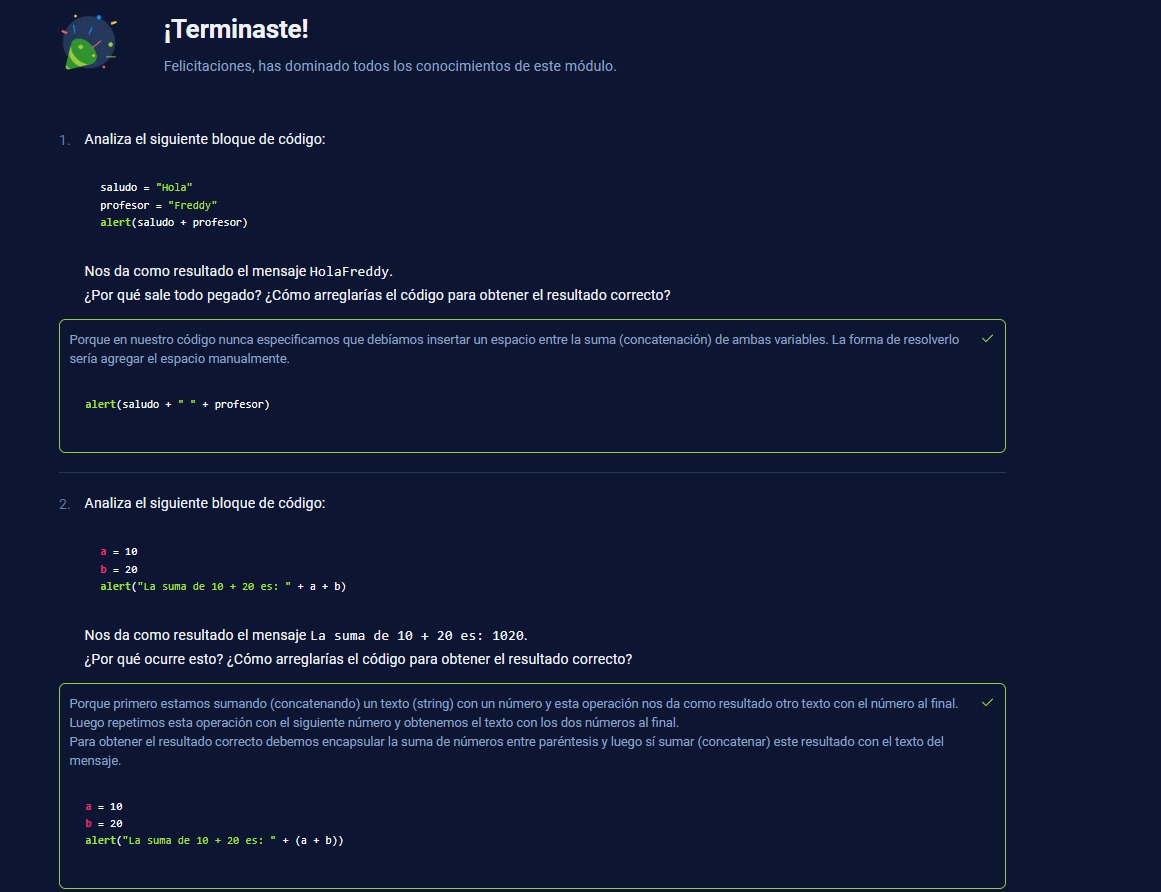 ¡Terminaste!
Felicitaciones, has dominado todos los conocimientos de este módulo.
1. Analiza el siguiente bloque de código:
saludo = "Hola"
profesor = "Freddy"
alert(saludo + profesor)
Nos da como resultado el mensaje HolaFreddy.
¿Por qué sale todo pegado? ¿Cómo arreglarías el código para obtener el resultado correcto?
Porque en nuestro código nunca especificamos que debíamos insertar un espacio entre la suma (concatenación) de ambas variables. La forma de resolverlo
sería agregar el espacio manualmente.
alert(saludo + " " + profesor)
2. Analiza el siguiente bloque de código:
a = 10
b = 20
alert("La suma de 10 + 20 es: " + a + b)
Nos da como resultado el mensaje La suma de 10 + 20 es: 1020.
¿Por qué ocurre esto? ¿Cómo arreglarías el código para obtener el resultado correcto?
Porque primero estamos sumando (concatenando) un texto (string) con un número y esta operación nos da como resultado otro texto con el número al final.
Luego repetimos esta operación con el siguiente número y obtenemos el texto con los dos números al final.
Para obtener el resultado correcto debemos encapsular la suma de números entre paréntesis y luego sí sumar (concatenar) este resultado con el texto del
mensaje.
a = 10
b = 20
alert("La suma de 10 + 20 es: " + (a + b))